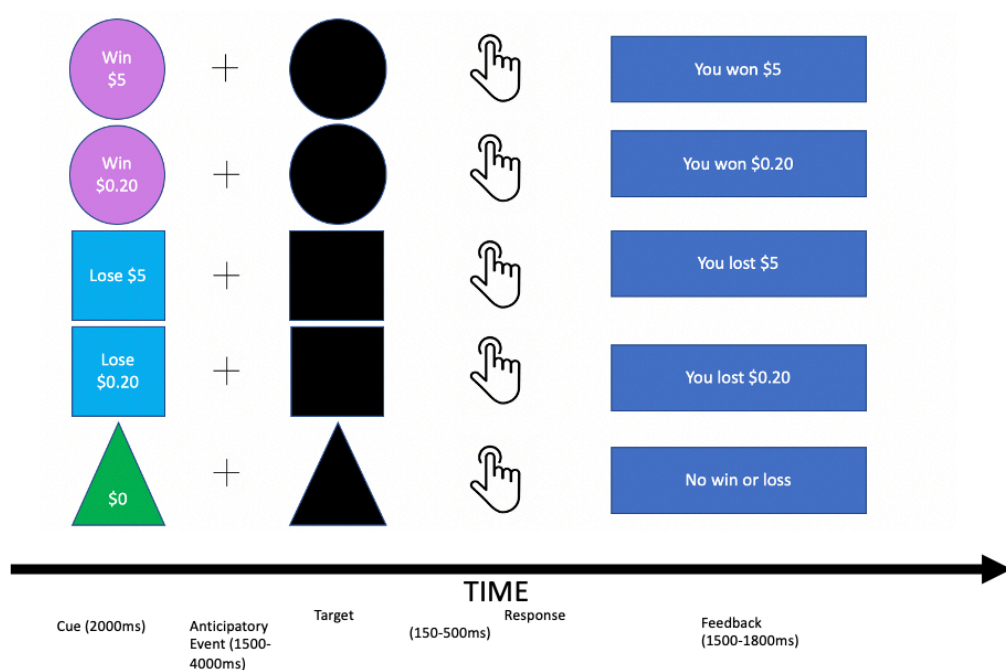 Win
$5
You won $5
Win
$0.20
You won $0.20
Lose $5
You lost $5
Lose
$0.20
You lost $0.20
$0
No win or loss
TIME
Cue (2000ms)
Anticipatory
Event (1500-
4000ms)
Target
(150-500ms)
Response
Feedback
(1500-1800ms)